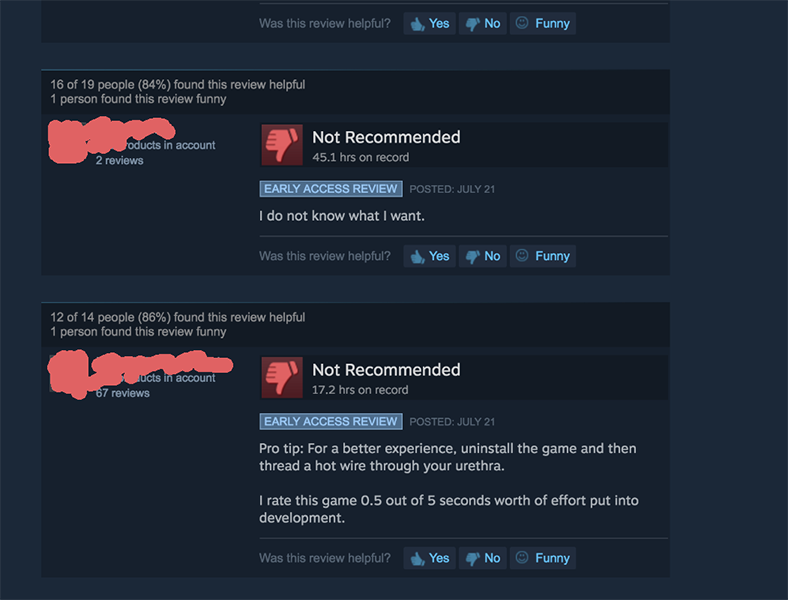 Was this review helpful? Yes No Funny
16 of 19 people (84%) found this review helpful
1 person found this review funny
Not Recommended
45.1 hrs on record
in account
2 reviews
EARLY ACCESS REVIEW POSTED: JULY 21
I do not know what I want.
Was this review helpful? Yes No Funny
12 of 14 people (86%) found this review helpful
1 person found this review funny
Not Recommended
17.2 hrs on record
in account
67 reviews
EARLY ACCESS REVIEW POSTED: JULY 21
Pro tip: For a better experience, uninstall the game and then
thread a hot wire through your urethra.
I rate this game 0.5 out of 5 seconds worth of effort put into
development.
Was this review helpful? Yes No Funny